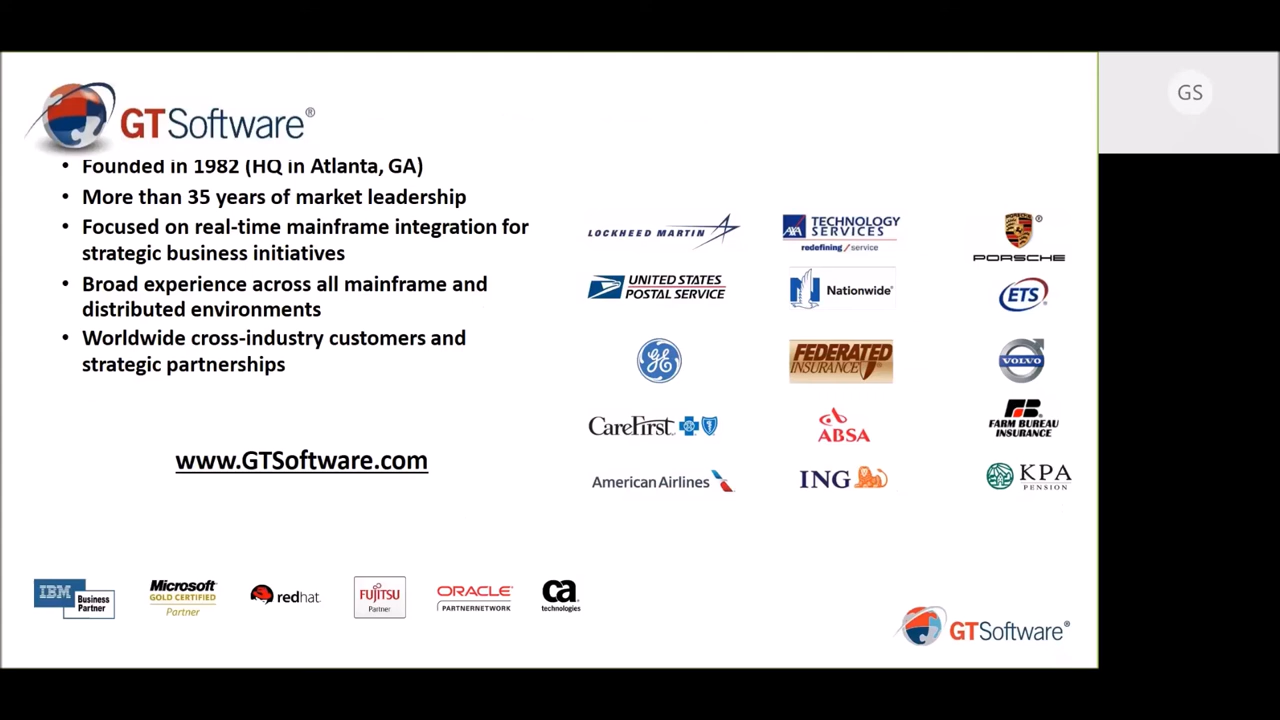 GTSoftware®
• Founded in 1982 (HQ in Atlanta, GA)
• More than 35 years of market leadership
• Focused on real-time mainframe integration for
strategic business initiatives
• Broad experience across all mainframe and
distributed environments
• Worldwide cross-industry customers and
strategic partnerships
www.GTSoftware.com
LOCKHEED MARTIN
AXA TECHNOLOGY
SERVICES
redefining / service
®
PORSCHE
UNITED STATES
POSTAL SERVICE
Nationwide®
ETS®
GE
FEDERATED
INSURANCE
VOLVO
CareFirst
ABSA
FB®
FARM BUREAU
INSURANCE
American Airlines
ING
KPA
PENSION
IBM
Business
Partner
Microsoft
GOLD CERTIFIED
Partner
redhat.
FUJITSU
Partner
ORACLE
PARTNERNETWORK
ca
technologies
GTSoftware®
GS